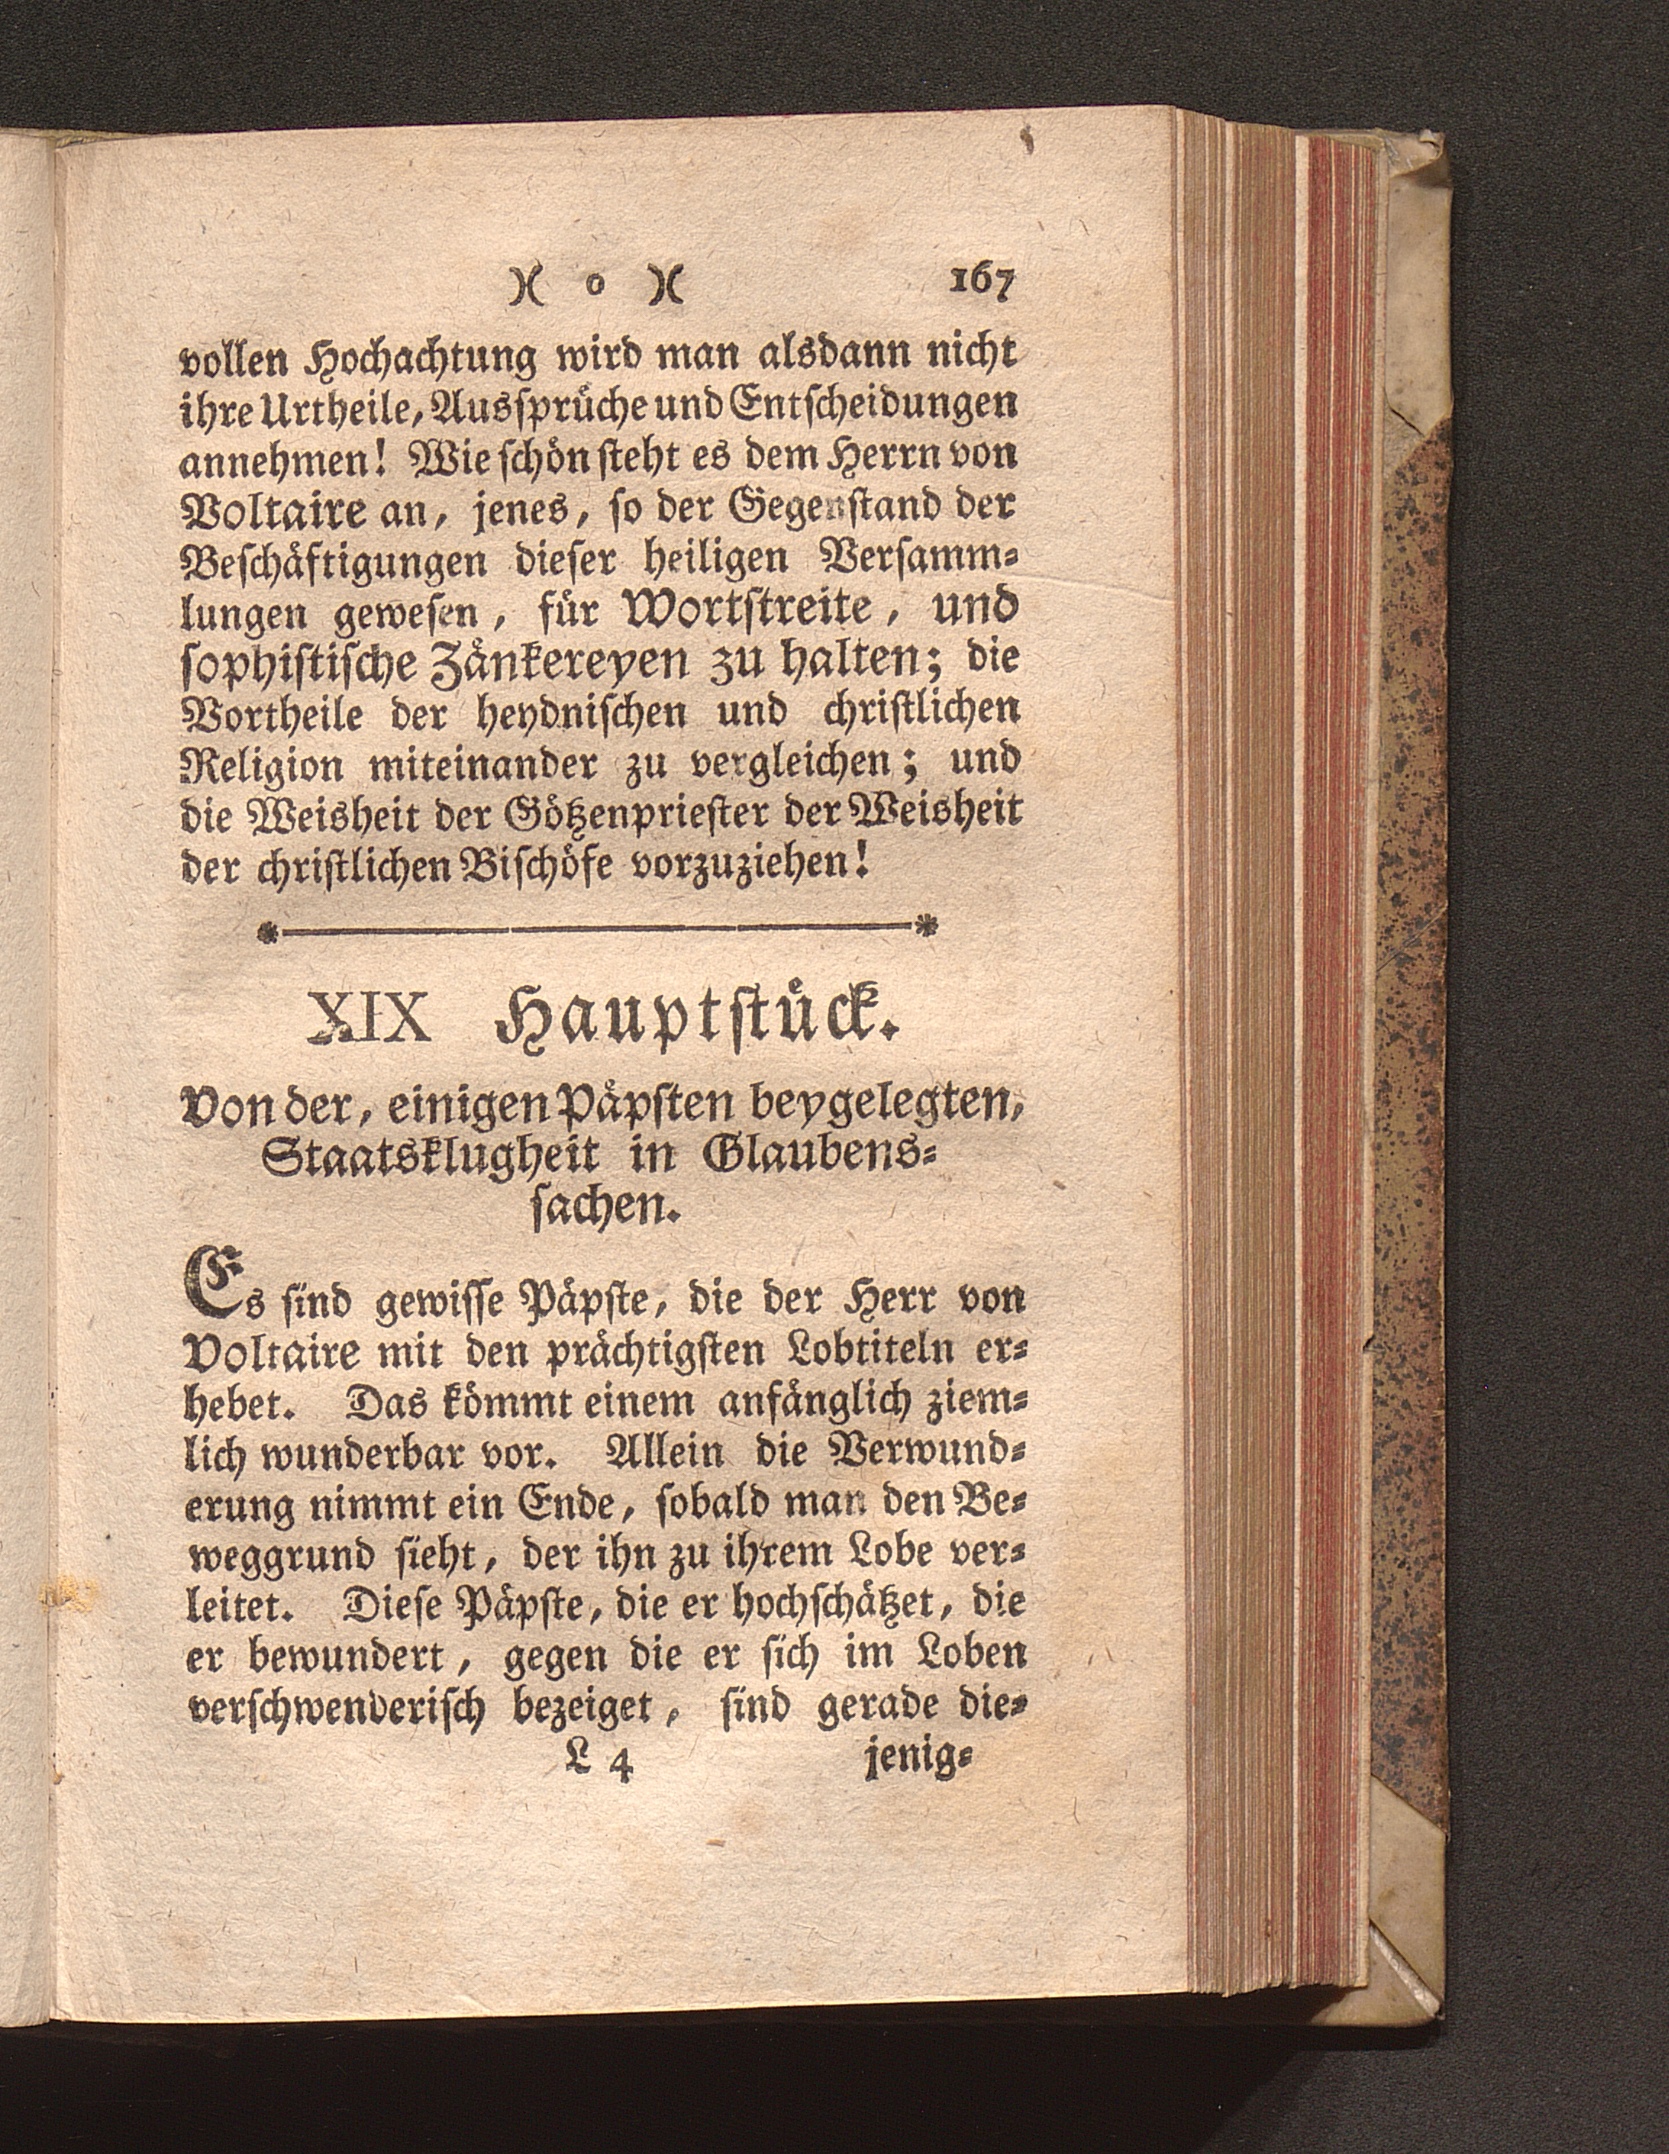 )( o )( 167
vollen Hochachtung wird man alsdann nicht
ihre Urtheile, Ausſprüche und Entſcheidungen
annehmen! Wie ſchön ſteht es dem Herrn von
Voltaire an, jenes, ſo der Gegenſtand der
Beſchäftigungen dieſer heiligen Verſamm⸗
lungen geweſen, für Wortſtreite, und
ſophiſtiſche Zänkereyen zu halten; die
Vortheile der heydniſchen und chriſtlichen
Religion miteinander zu vergleichen; und
die Weisheit der Götzenprieſter der Weisheit
der chriſtlichen Biſchöfe vorzuziehen!
XIX Hauptſtück.
Von der, einigen Päpſten beygelegten,
Staatsklugheit in Glaubens⸗
ſachen.
Es ſind gewiſſe Päpſte, die der Herr von
Voltaire mit den prächtigſten Lobtiteln er⸗
hebet. Das kömmt einem anfänglich ziem⸗
lich wunderbar vor. Allein die Verwund⸗
erung nimmt ein Ende, ſobald man den Be⸗
weggrund ſieht, der ihn zu ihrem Lobe ver⸗
leitet. Dieſe Päpſte, die er hochſchätzet, die
er bewundert, gegen die er ſich im Loben
verſchwenderiſch bezeiget, ſind gerade die⸗
L 4 jenig⸗